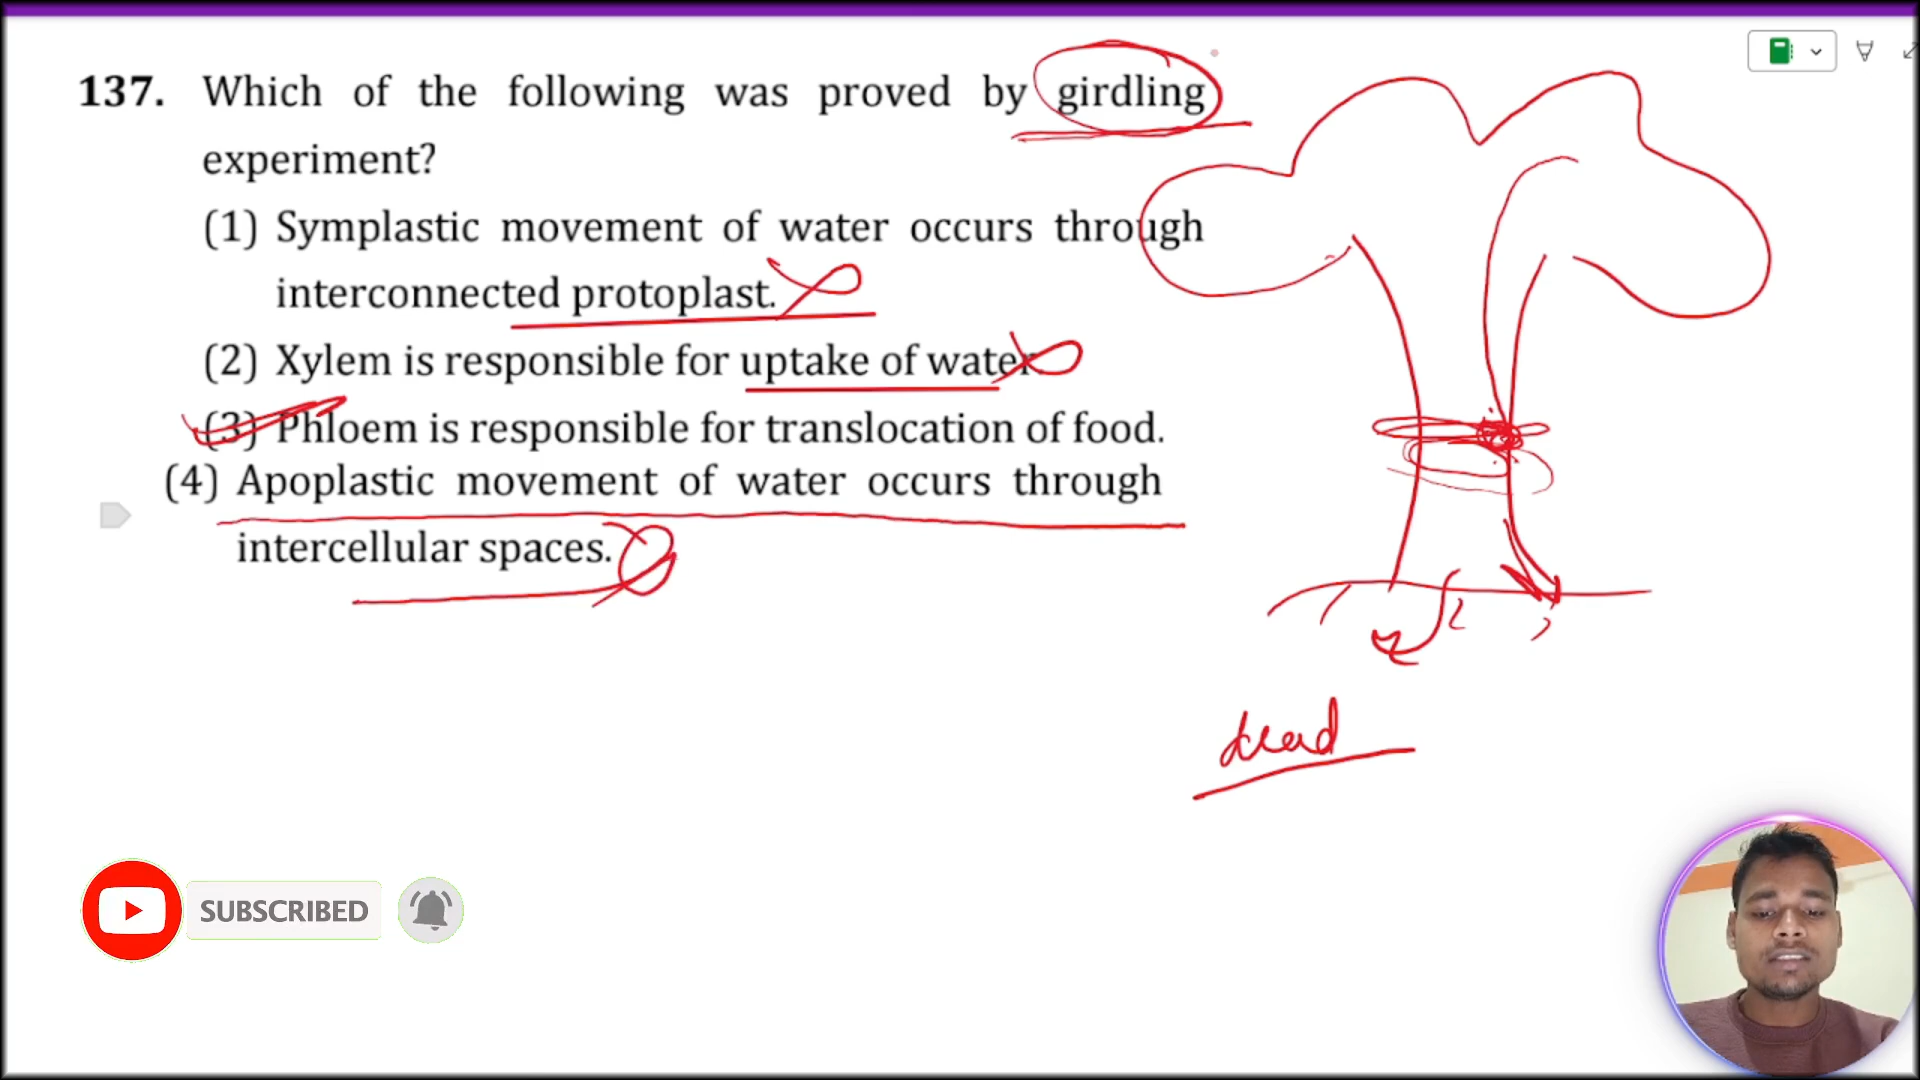 137. Which of the following was proved by girdling
experiment?
(1) Symplastic movement of water occurs through
interconnected protoplast.
(2) Xylem is responsible for uptake of water
(3) Phloem is responsible for translocation of food.
(4) Apoplastic movement of water occurs through
intercellular spaces.
dead
SUBSCRIBED